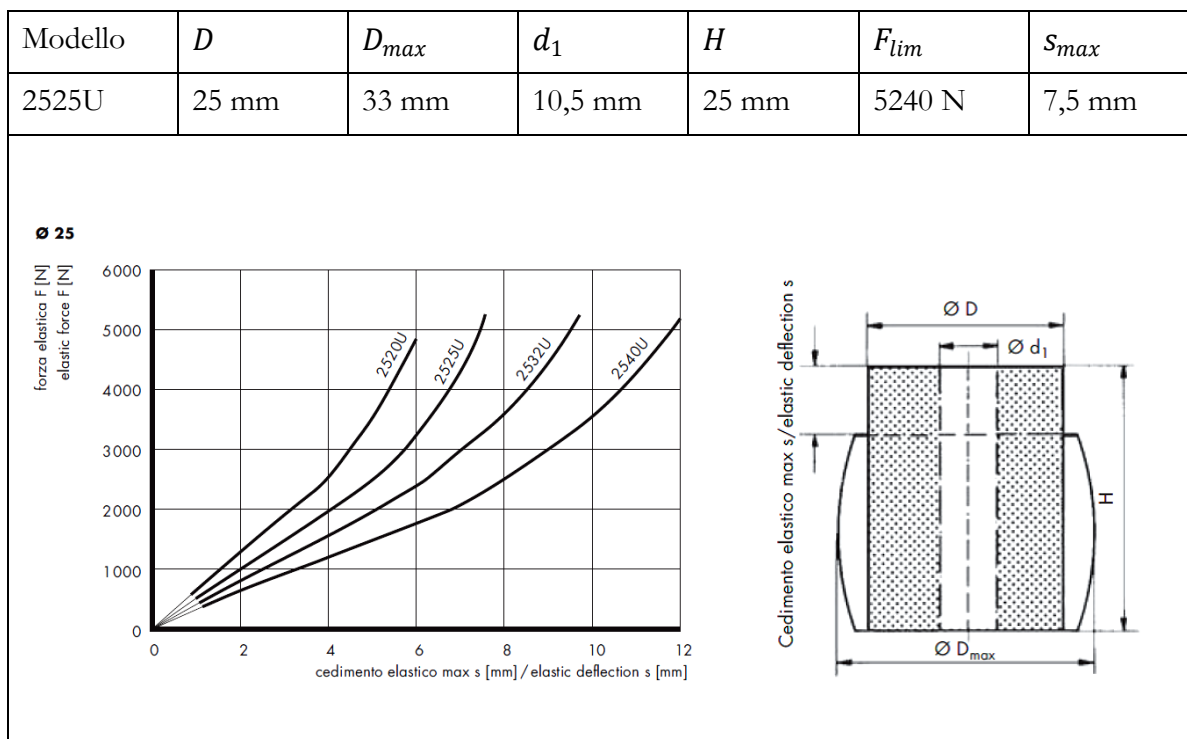 Modello D D_max d_1 H F_lim s_max
2525U 25 mm 33 mm 10,5 mm 25 mm 5240 N 7,5 mm
Ø 25
forza elastica F [N]
elastic force F [N]
6000
5000
4000
3000
2000
1000
0
2520U
2525U
2532U
2540U
0 2 4 6 8 10 12
cedimento elastico max s [mm] / elastic deflection s [mm]
Cedimento elastico max s/elastic deflection s
Ø D
Ø d1
H
Ø Dmax